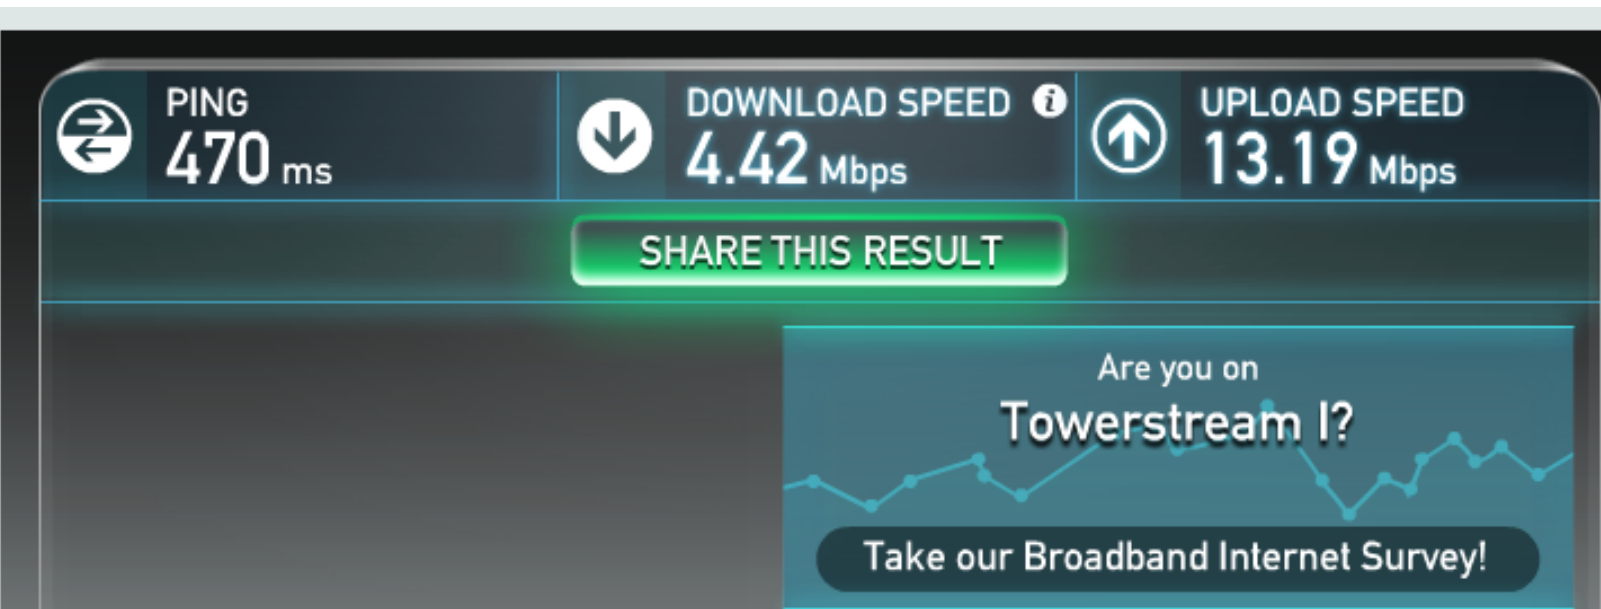 PING
470 ms
DOWNLOAD SPEED i
4.42 Mbps
UPLOAD SPEED
13.19 Mbps
SHARE THIS RESULT
Are you on
Towerstream I?
Take our Broadband Internet Survey!